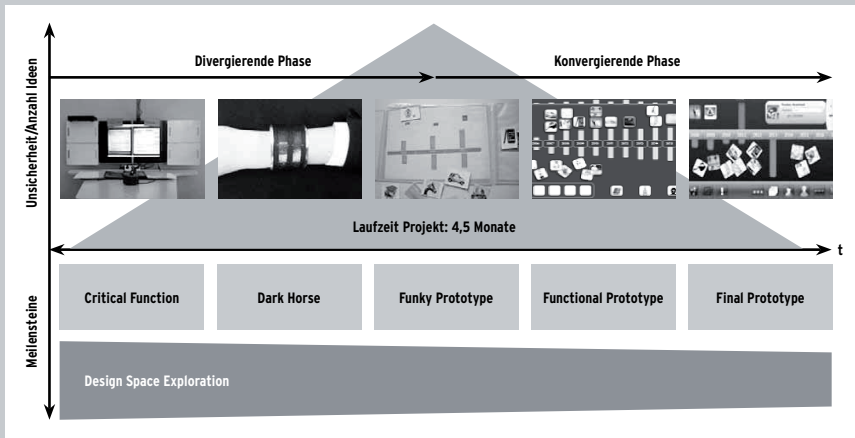 Divergierende Phase
Konvergierende Phase
Unsicherheit/Anzahl Ideen
Laufzeit Projekt: 4,5 Monate
t
Meilensteine
Critical Function
Dark Horse
Funky Prototype
Functional Prototype
Final Prototype
Design Space Exploration